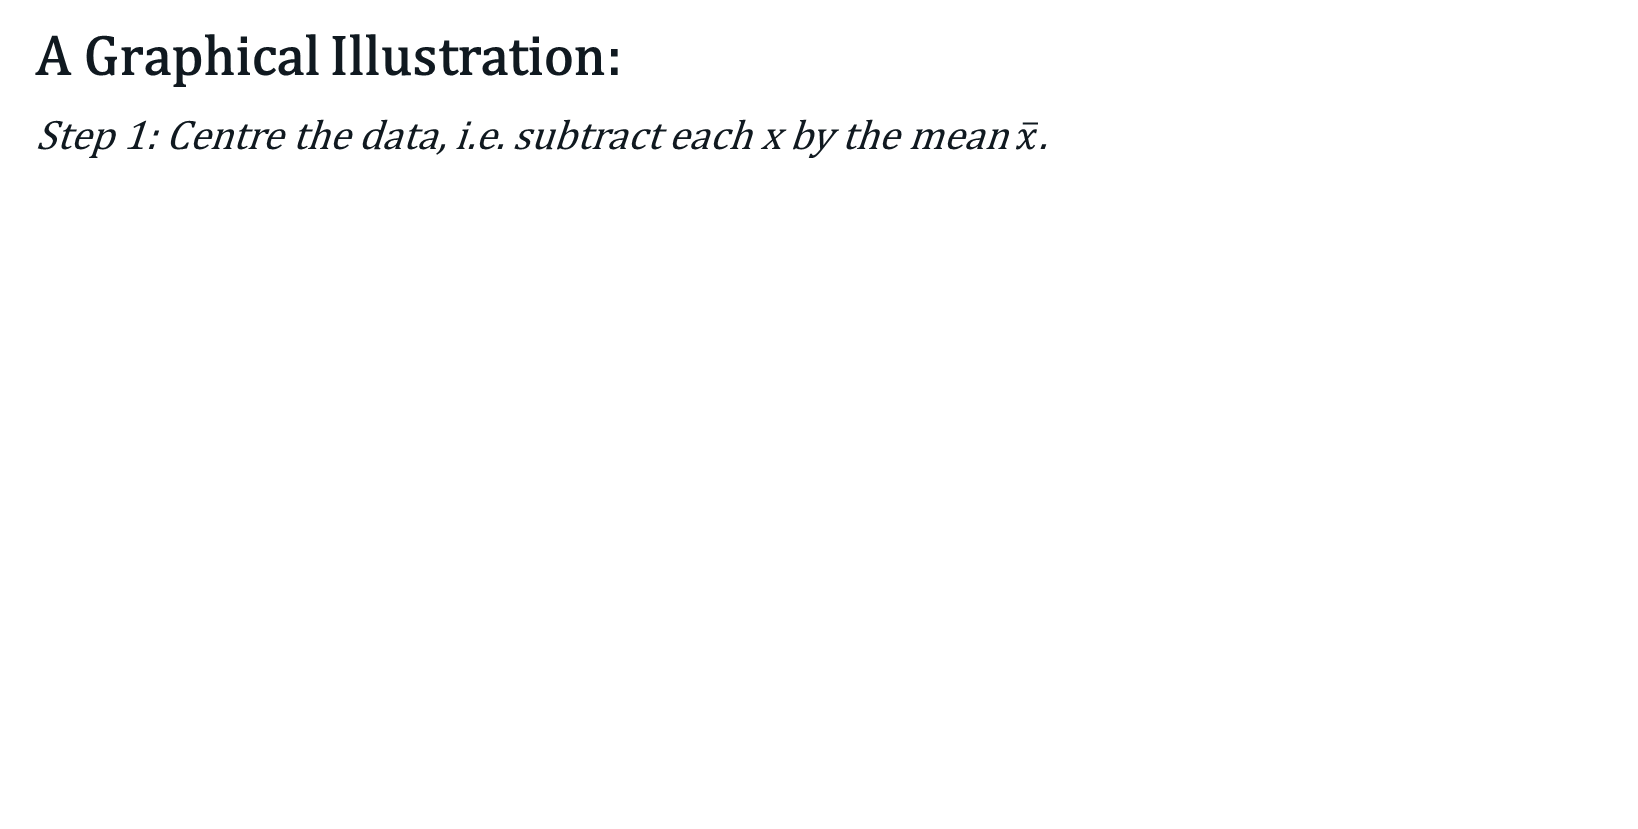 A Graphical Illustration:
Step 1: Centre the data, i.e. subtract each x by the mean x̄.